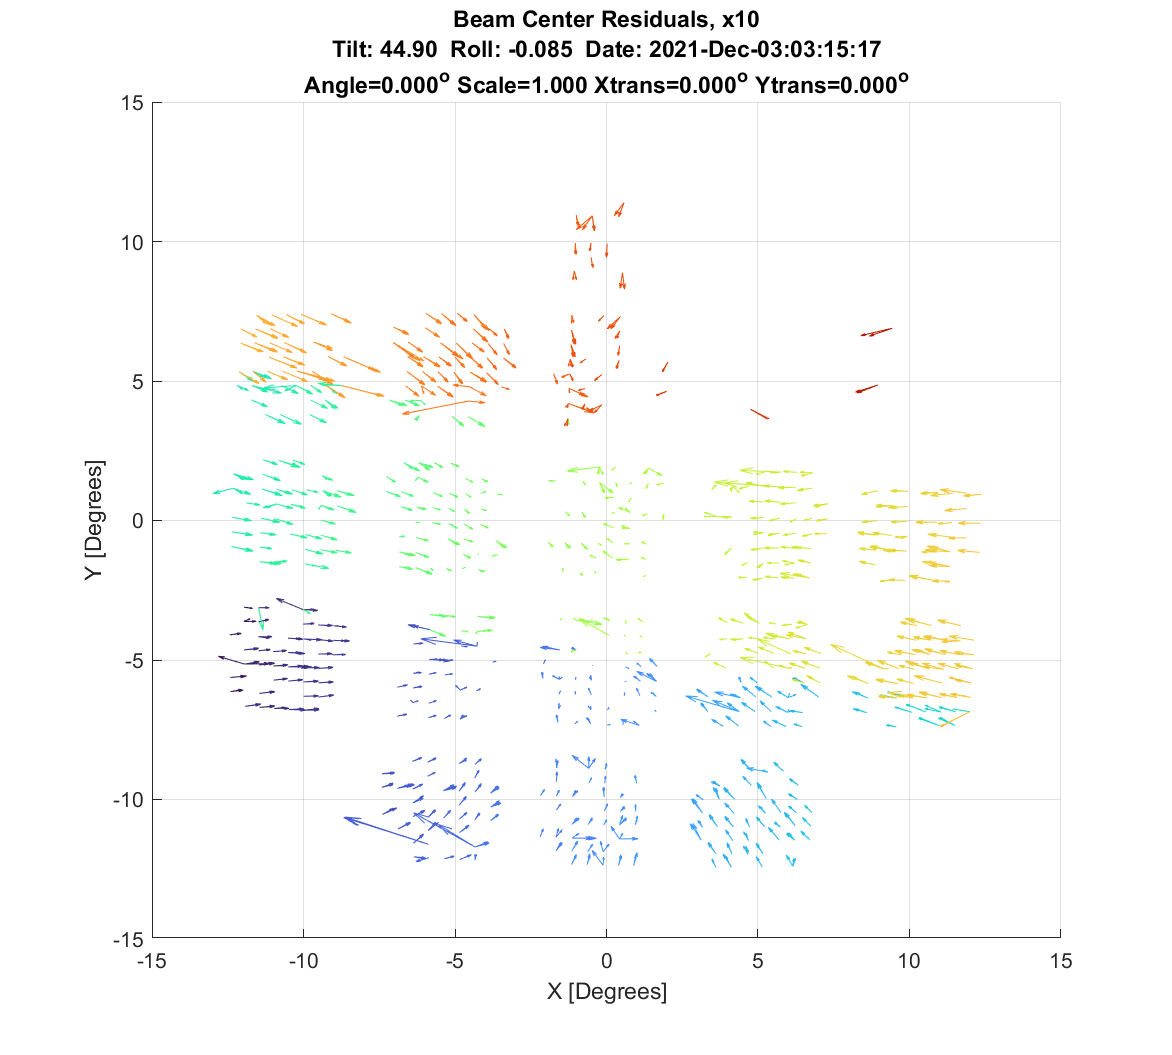 Beam Center Residuals, x10
Tilt: 44.90 Roll: -0.085 Date: 2021-Dec-03:03:15:17
Angle=0.000° Scale=1.000 Xtrans=0.000° Ytrans=0.000°
15
10
5
0
-5
-10
-15
Y [Degrees]
-15 -10 -5 0 5 10 15
X [Degrees]